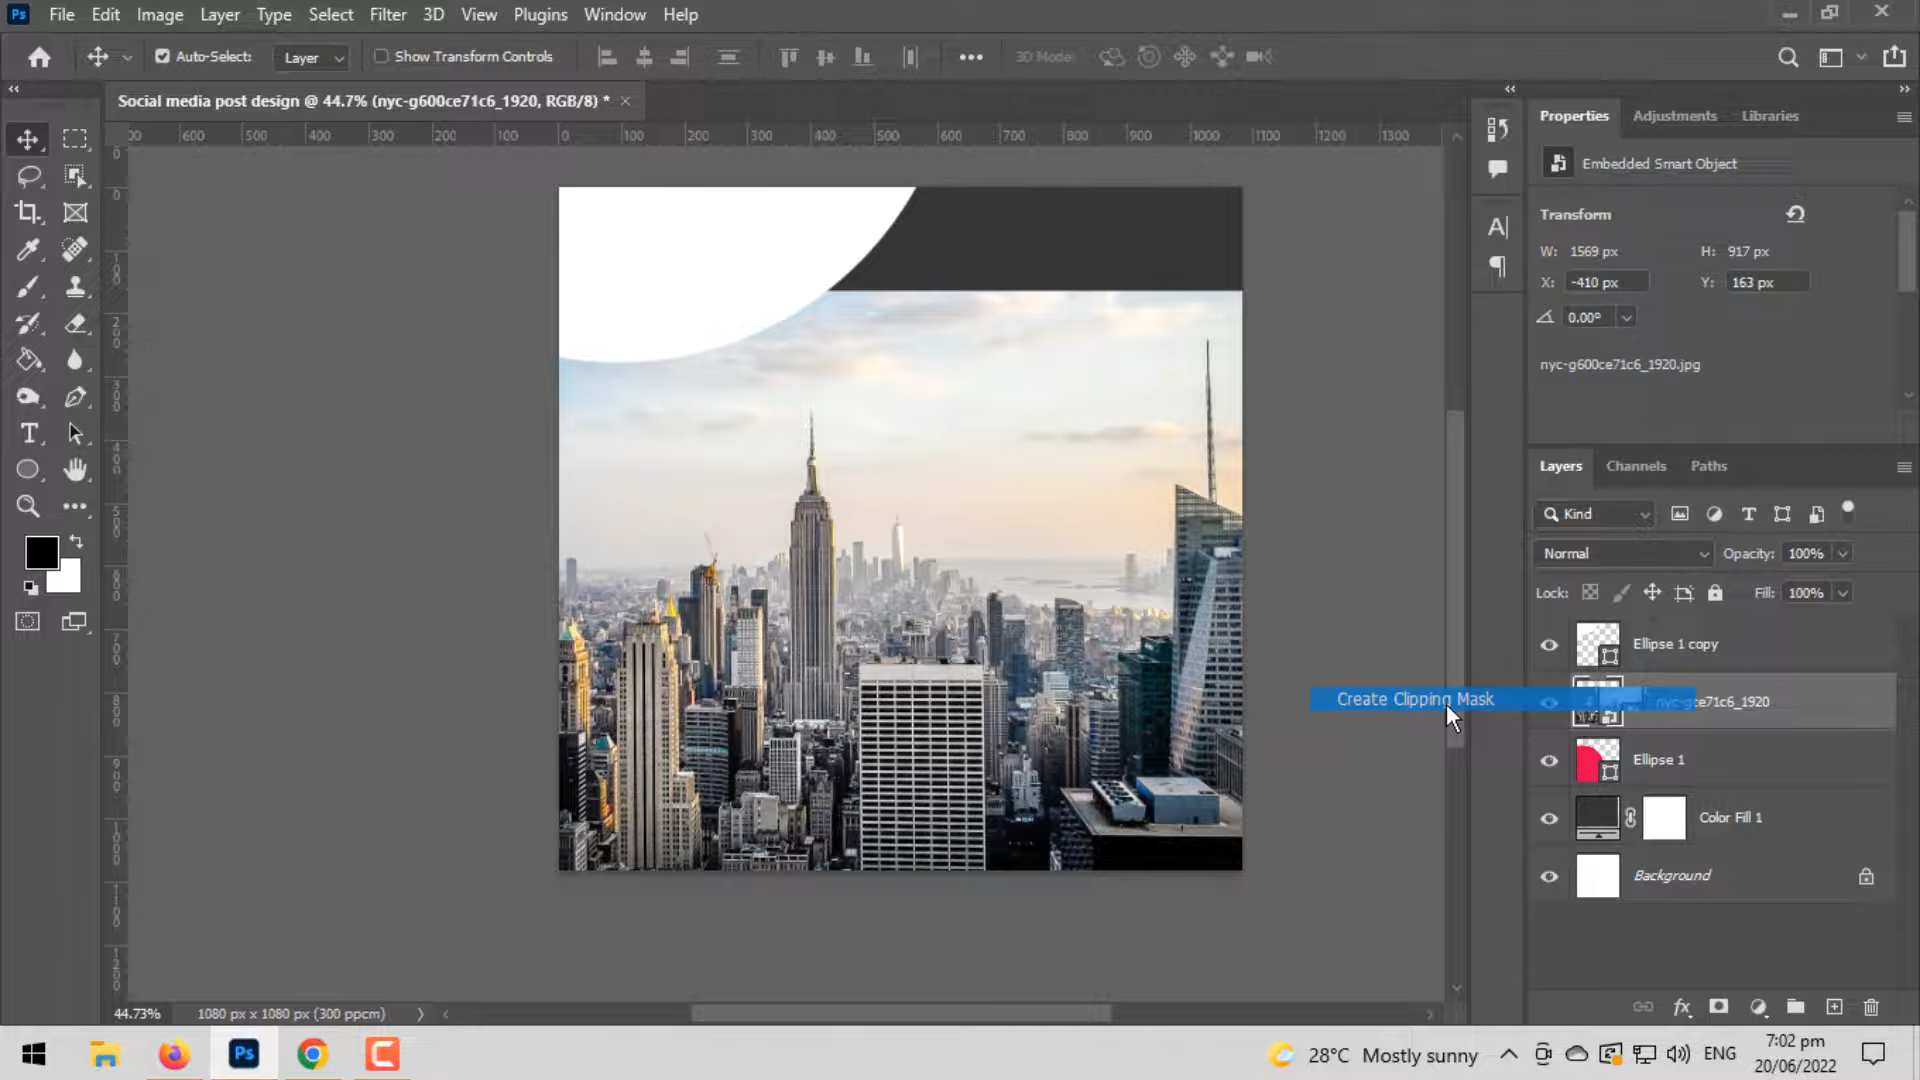 Ps File Edit Image Layer Type Select Filter 3D View Plugins Window Help
Auto-Select: Layer Show Transform Controls 3D Mode:
Social media post design @ 44.7% (nyc-g600ce71c6_1920, RGB/8) *
600 500 400 300 200 100 0 100 200 300 400 500 600 700 800 900 1000 1100 1200 1300
Properties Adjustments Libraries
Embedded Smart Object
Transform
W: 1569 px H: 917 px
X: -410 px Y: 163 px
0.00°
nyc-g600ce71c6_1920.jpg
Layers Channels Paths
Kind
Normal Opacity: 100%
Lock: Fill: 100%
Ellipse 1 copy
Create Clipping Mask
Ellipse 1
Color Fill 1
Background
44.73% 1080 px x 1080 px (300 ppcm)
Ps 28°C Mostly sunny ENG 7:02 pm
20/06/2022